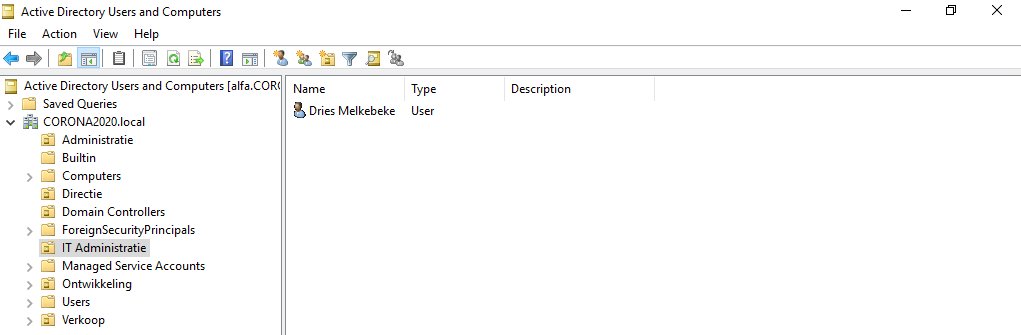 Active Directory Users and Computers
File Action View Help
Active Directory Users and Computers [alfa.COR
Name Type Description
Saved Queries
Dries Melkebeke User
CORONA2020.local
Administratie
Builtin
Computers
Directie
Domain Controllers
ForeignSecurityPrincipals
IT Administratie
Managed Service Accounts
Ontwikkeling
Users
Verkoop